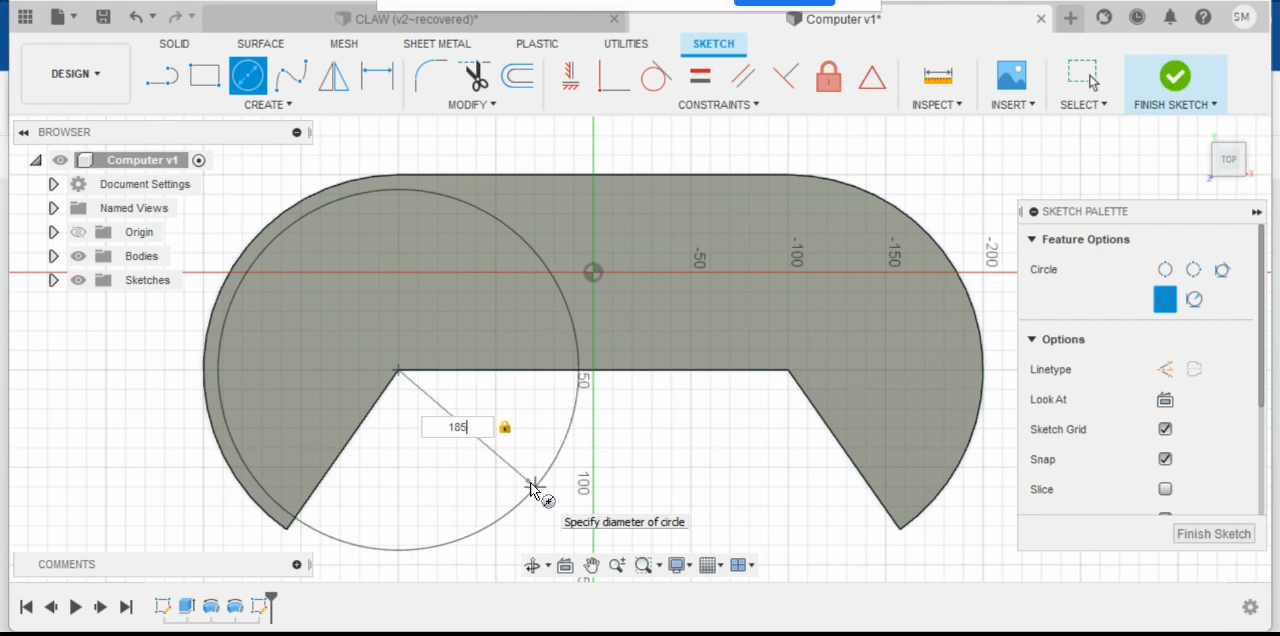 CLAW (v2~recovered)*
Computer v1*
SM
DESIGN
SOLID
SURFACE
MESH
SHEET METAL
PLASTIC
UTILITIES
SKETCH
CREATE
MODIFY
CONSTRAINTS
INSPECT
INSERT
SELECT
FINISH SKETCH
BROWSER
Computer v1
Document Settings
Named Views
Origin
Bodies
Sketches
TOP
-50
-100
-150
-200
50
100
185
Specify diameter of circle
SKETCH PALETTE
Feature Options
Circle
Options
Linetype
Look At
Sketch Grid
Snap
Slice
Finish Sketch
COMMENTS